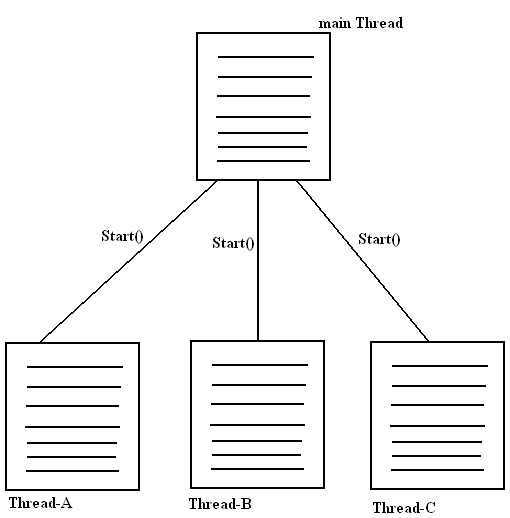 main Thread
Start()
Start()
Start()
Thread-A
Thread-B
Thread-C